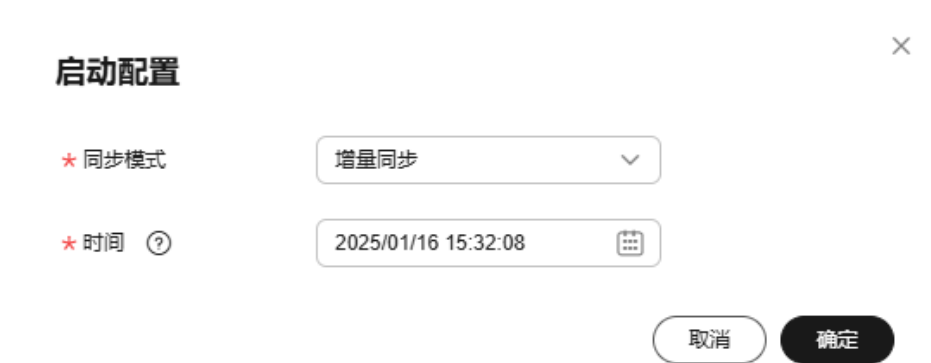 启动配置
* 同步模式 增量同步
* 时间 ? 2025/01/16 15:32:08
取消 确定